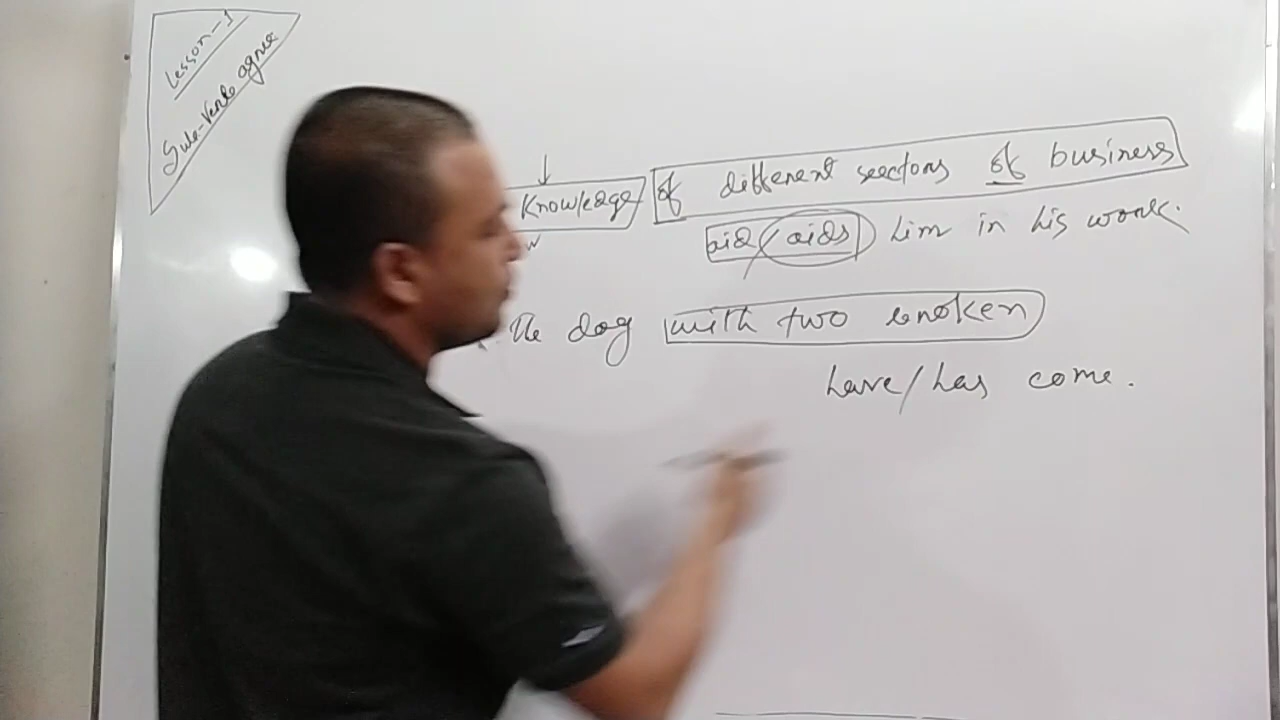 Lesson-1
Sub-Verb agree
Knowledge of different sectors of business
aid/aids him in his work.
The dog with two broken
have/has come.